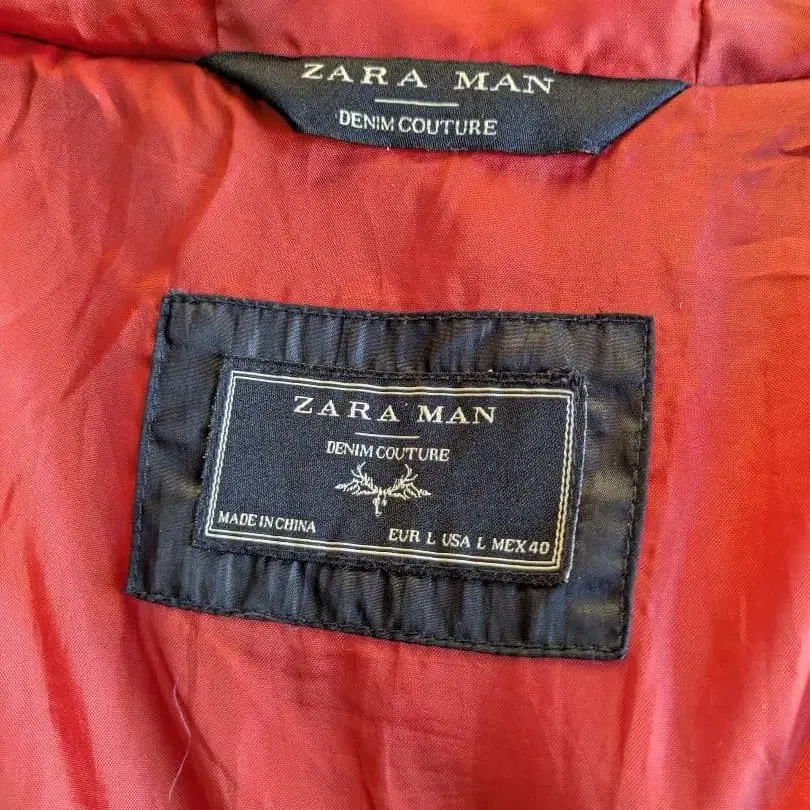 ZARA MAN
DENIM COUTURE
ZARA MAN
DENIM COUTURE
MADE IN CHINA
EUR L USA L MEX 40